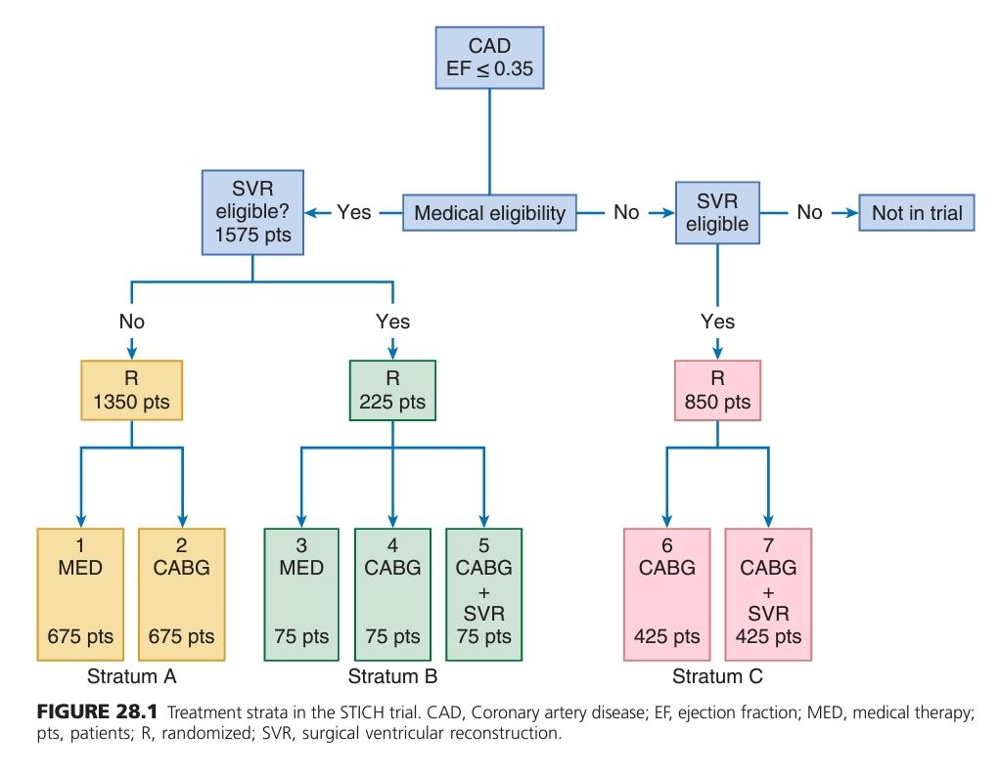 CAD
EF ≤ 0.35
SVR
eligible?
1575 pts
Yes
Medical eligibility
No
SVR
eligible
No
Not in trial
No
Yes
Yes
R
1350 pts
R
225 pts
R
850 pts
1
MED
675 pts
2
CABG
675 pts
3
MED
75 pts
4
CABG
75 pts
5
CABG
+
SVR
75 pts
6
CABG
425 pts
7
CABG
+
SVR
425 pts
Stratum A
Stratum B
Stratum C
FIGURE 28.1 Treatment strata in the STICH trial. CAD, Coronary artery disease; EF, ejection fraction; MED, medical therapy;
pts, patients; R, randomized; SVR, surgical ventricular reconstruction.